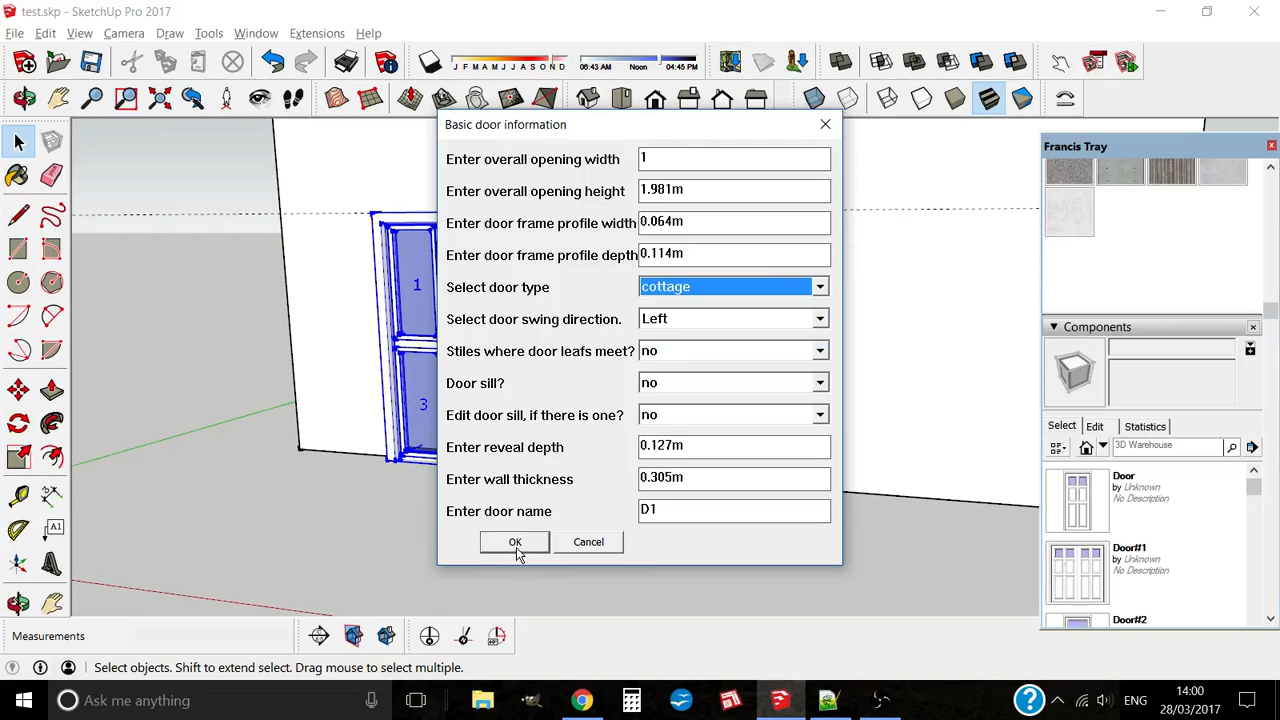 test.skp - SketchUp Pro 2017
File Edit View Camera Draw Tools Window Extensions Help
J F M A M J J A S O N D
06:43 AM Noon 04:45 PM
Basic door information
Francis Tray
Enter overall opening width 1
Enter overall opening height 1.981m
Enter door frame profile width 0.064m
Enter door frame profile depth 0.114m
Select door type cottage
Select door swing direction. Left
Stiles where door leafs meet? no
Door sill? no
Edit door sill, if there is one? no
Enter reveal depth 0.127m
Enter wall thickness 0.305m
Enter door name D1
OK Cancel
1
3
A1
Components
Select Edit Statistics
3D Warehouse
Door
by Unknown
No Description
Door#1
by Unknown
No Description
Door#2
Measurements
Select objects. Shift to extend select. Drag mouse to select multiple.
Ask me anything
ENG
14:00
28/03/2017